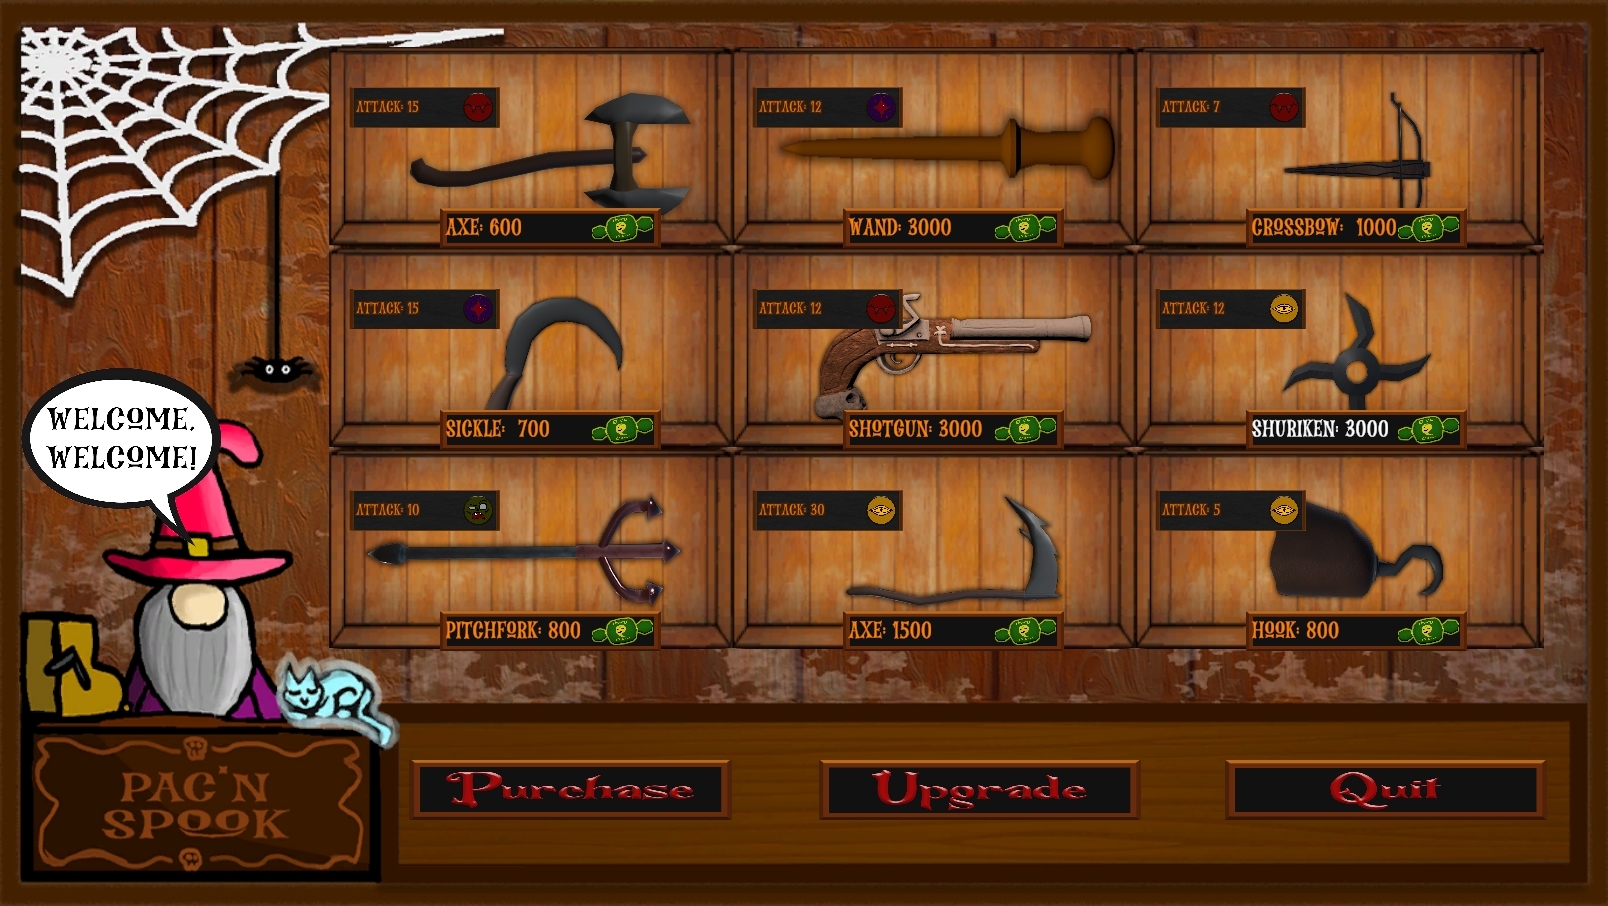 ATTACK: 15
AXE: 600
ATTACK: 12
WAND: 3000
ATTACK: 7
CROSSBOW: 1000
WELCOME,
WELCOME!
ATTACK: 15
SICKLE: 700
ATTACK: 12
SHOTGUN: 3000
ATTACK: 12
SHURIKEN: 3000
ATTACK: 10
PITCHFORK: 800
ATTACK: 30
AXE: 1500
ATTACK: 5
HOOK: 800
PAC'N
SPOOK
Purchase
Upgrade
Quit